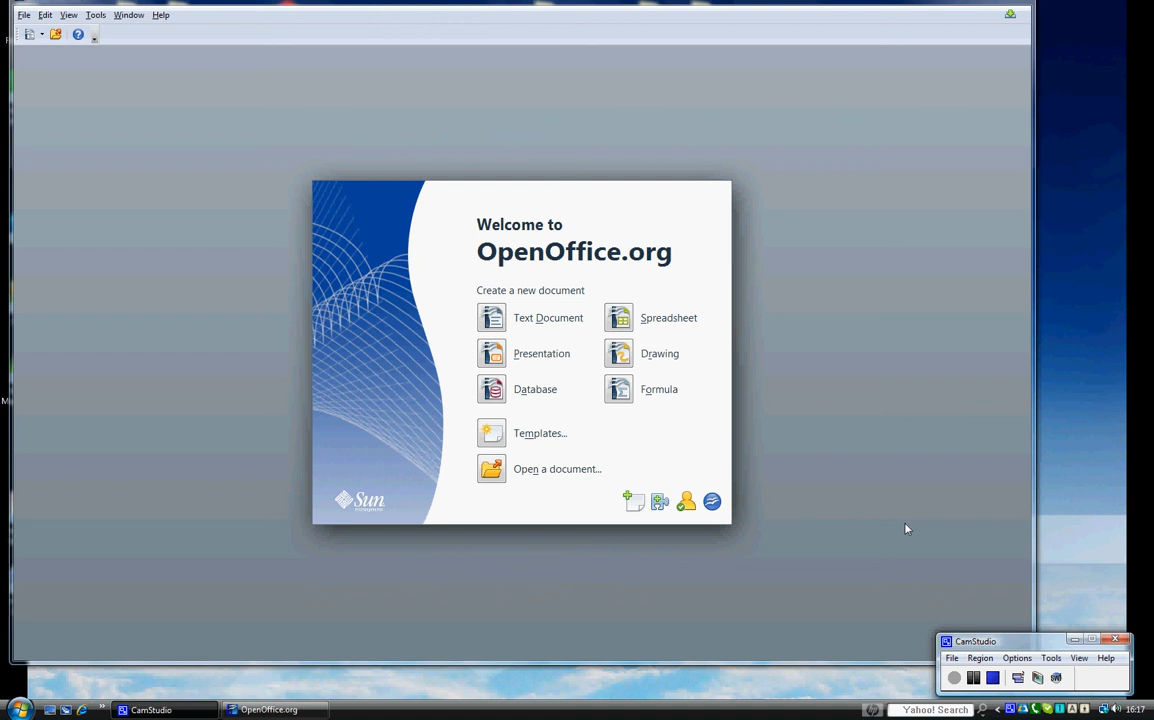 File Edit View Tools Window Help
Welcome to
OpenOffice.org
Create a new document
Text Document Spreadsheet
Presentation Drawing
Database Formula
Templates...
Open a document...
Sun
CamStudio
File Region Options Tools View Help
CamStudio OpenOffice.org Yahoo! Search 16:17